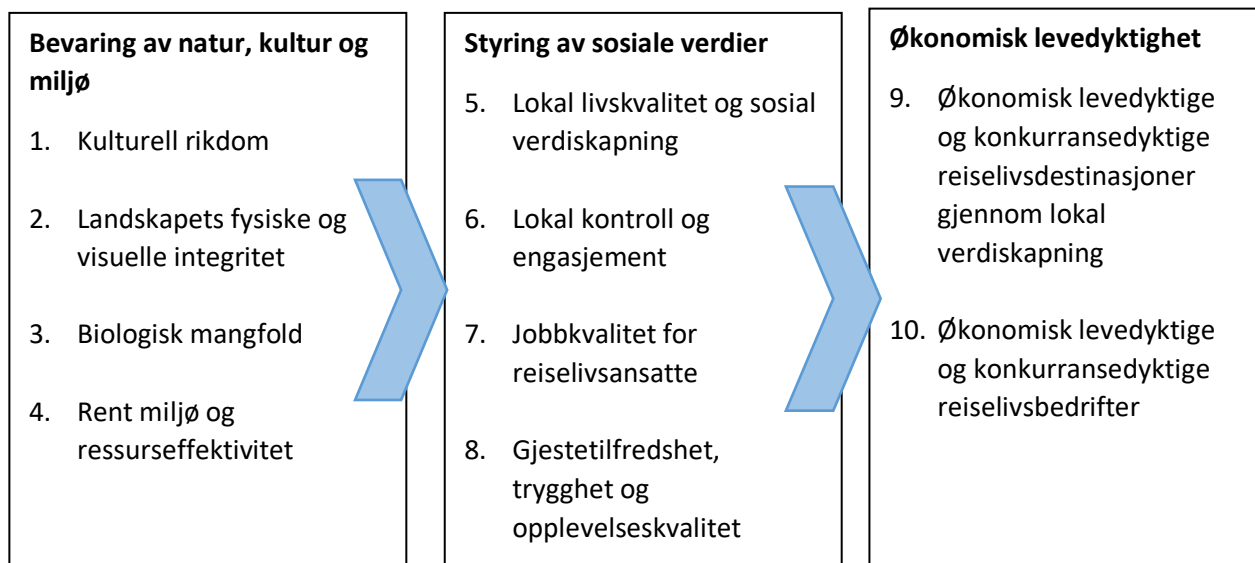 Bevaring av natur, kultur og
miljø
1. Kulturell rikdom
2. Landskapets fysiske og
visuelle integritet
3. Biologisk mangfold
4. Rent miljø og
ressurseffektivitet
Styring av sosiale verdier
5. Lokal livskvalitet og sosial
verdiskapning
6. Lokal kontroll og
engasjement
7. Jobbkvalitet for
reiselivsansatte
8. Gjestetilfredshet,
trygghet og
opplevelseskvalitet
Økonomisk levedyktighet
9. Økonomisk levedyktige
og konkurransedyktige
reiselivsdestinasjoner
gjennom lokal
verdiskapning
10. Økonomisk levedyktige
og konkurransedyktige
reiselivsbedrifter